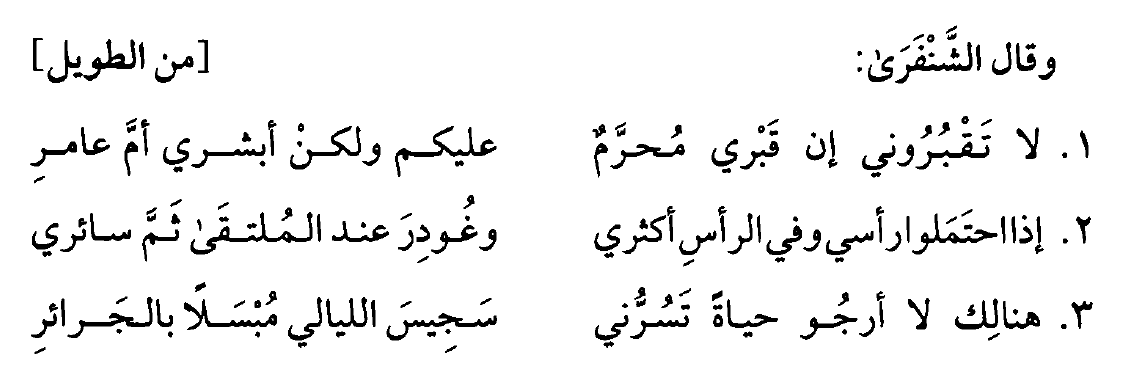 وقال الشَّنْفَرَىٰ: [من الطويل]
١. لا تَقْبُرُوني إن قَبْري مُحرَّمٌ عليكم ولكنْ أبشري أمَّ عامرِ
٢. إذا احتَمَلوا رأسي وفي الرأسِ أكثري وغُودِرَ عند المُلتقَىٰ ثَمَّ سائري
٣. هنالِك لا أرجُو حياةً تَسُرُّني سَجِيسَ الليالي مُبْسَلًا بالجَرائرِ